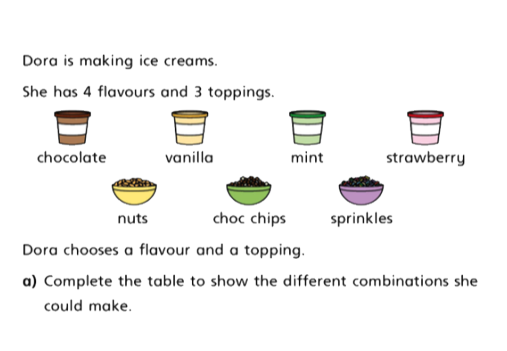 Dora is making ice creams.
She has 4 flavours and 3 toppings.
chocolate vanilla mint strawberry
nuts choc chips sprinkles
Dora chooses a flavour and a topping.
a) Complete the table to show the different combinations she
could make.